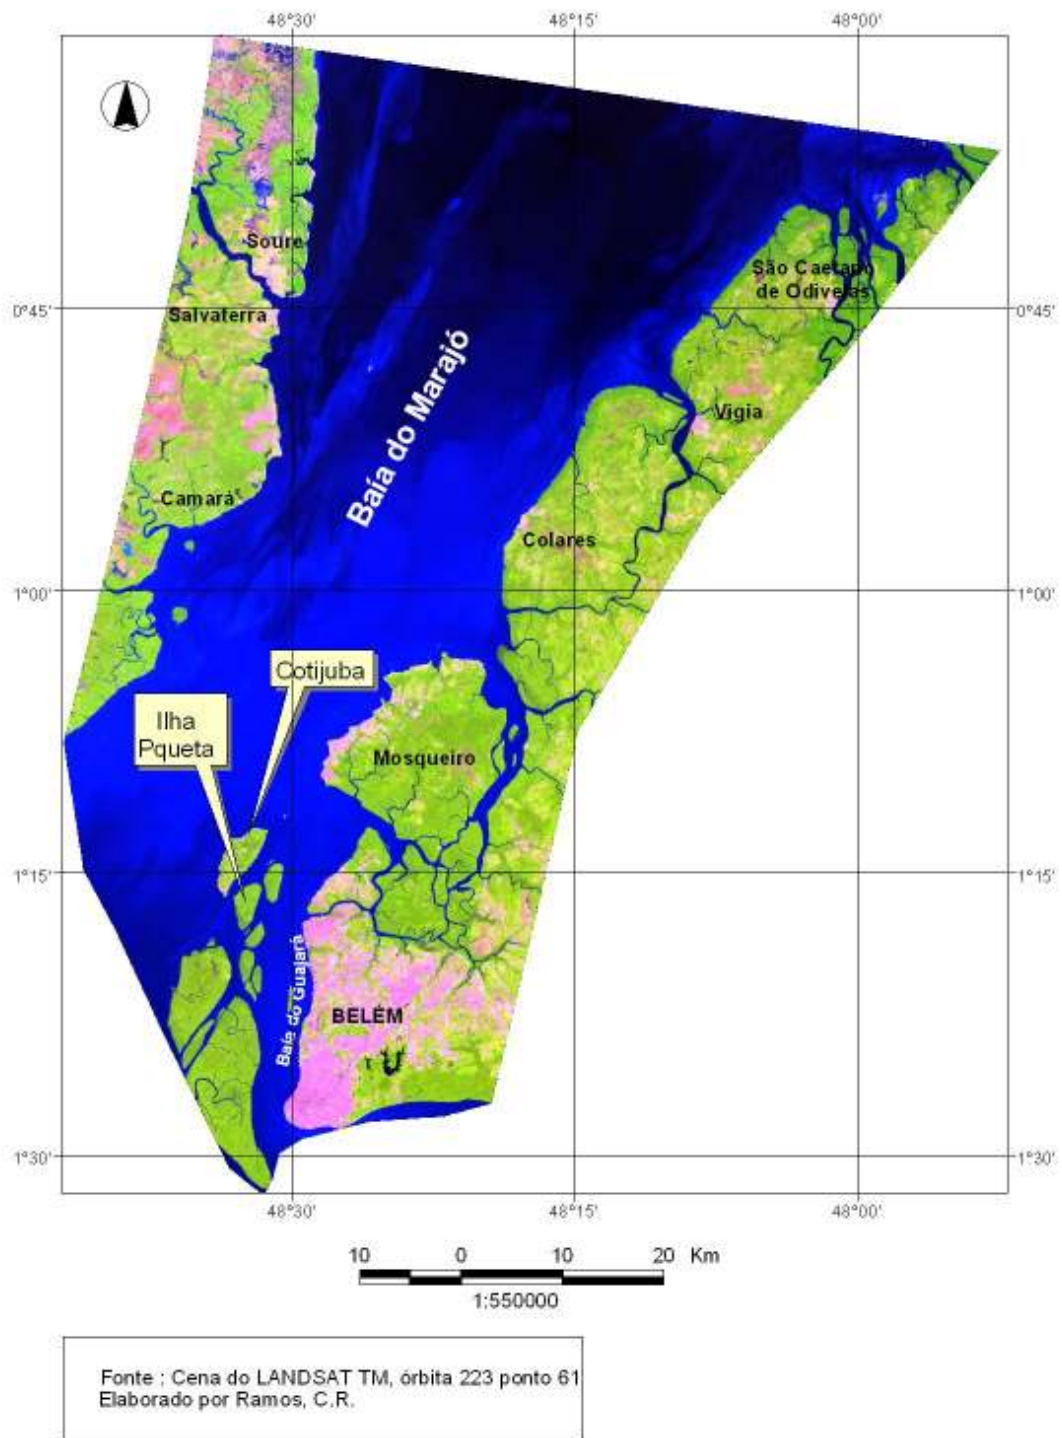 48°30'
48°15'
48°00'
Soure
São Caetano
de Odivelas
0°45'
0°45'
Salvaterra
Baía do Marajó
Vigia
Camará
Colares
1°00'
1°00'
Cotijuba
Ilha
Pqueta
Mosqueiro
1°15'
1°15'
Baía do Guajará
BELÉM
1°30'
1°30'
48°30'
48°15'
48°00'
10 0 10 20 Km
1:550000
Fonte : Cena do LANDSAT TM, órbita 223 ponto 61
Elaborado por Ramos, C.R.